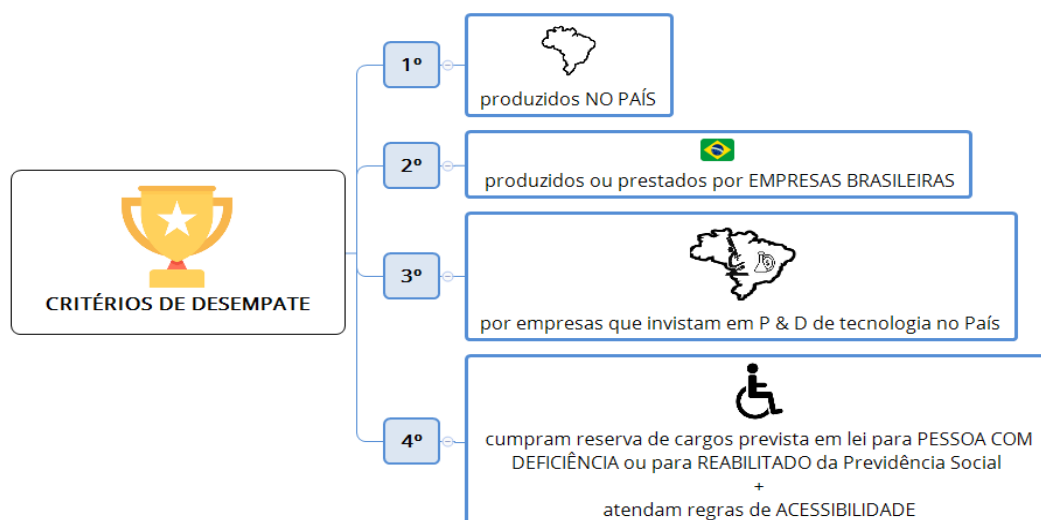 1º
produzidos NO PAÍS
2º
produzidos ou prestados por EMPRESAS BRASILEIRAS
CRITÉRIOS DE DESEMPATE
3º
por empresas que invistam em P & D de tecnologia no País
4º
cumpram reserva de cargos prevista em lei para PESSOA COM
DEFICIÊNCIA ou para REABILITADO da Previdência Social
+
atendam regras de ACESSIBILIDADE